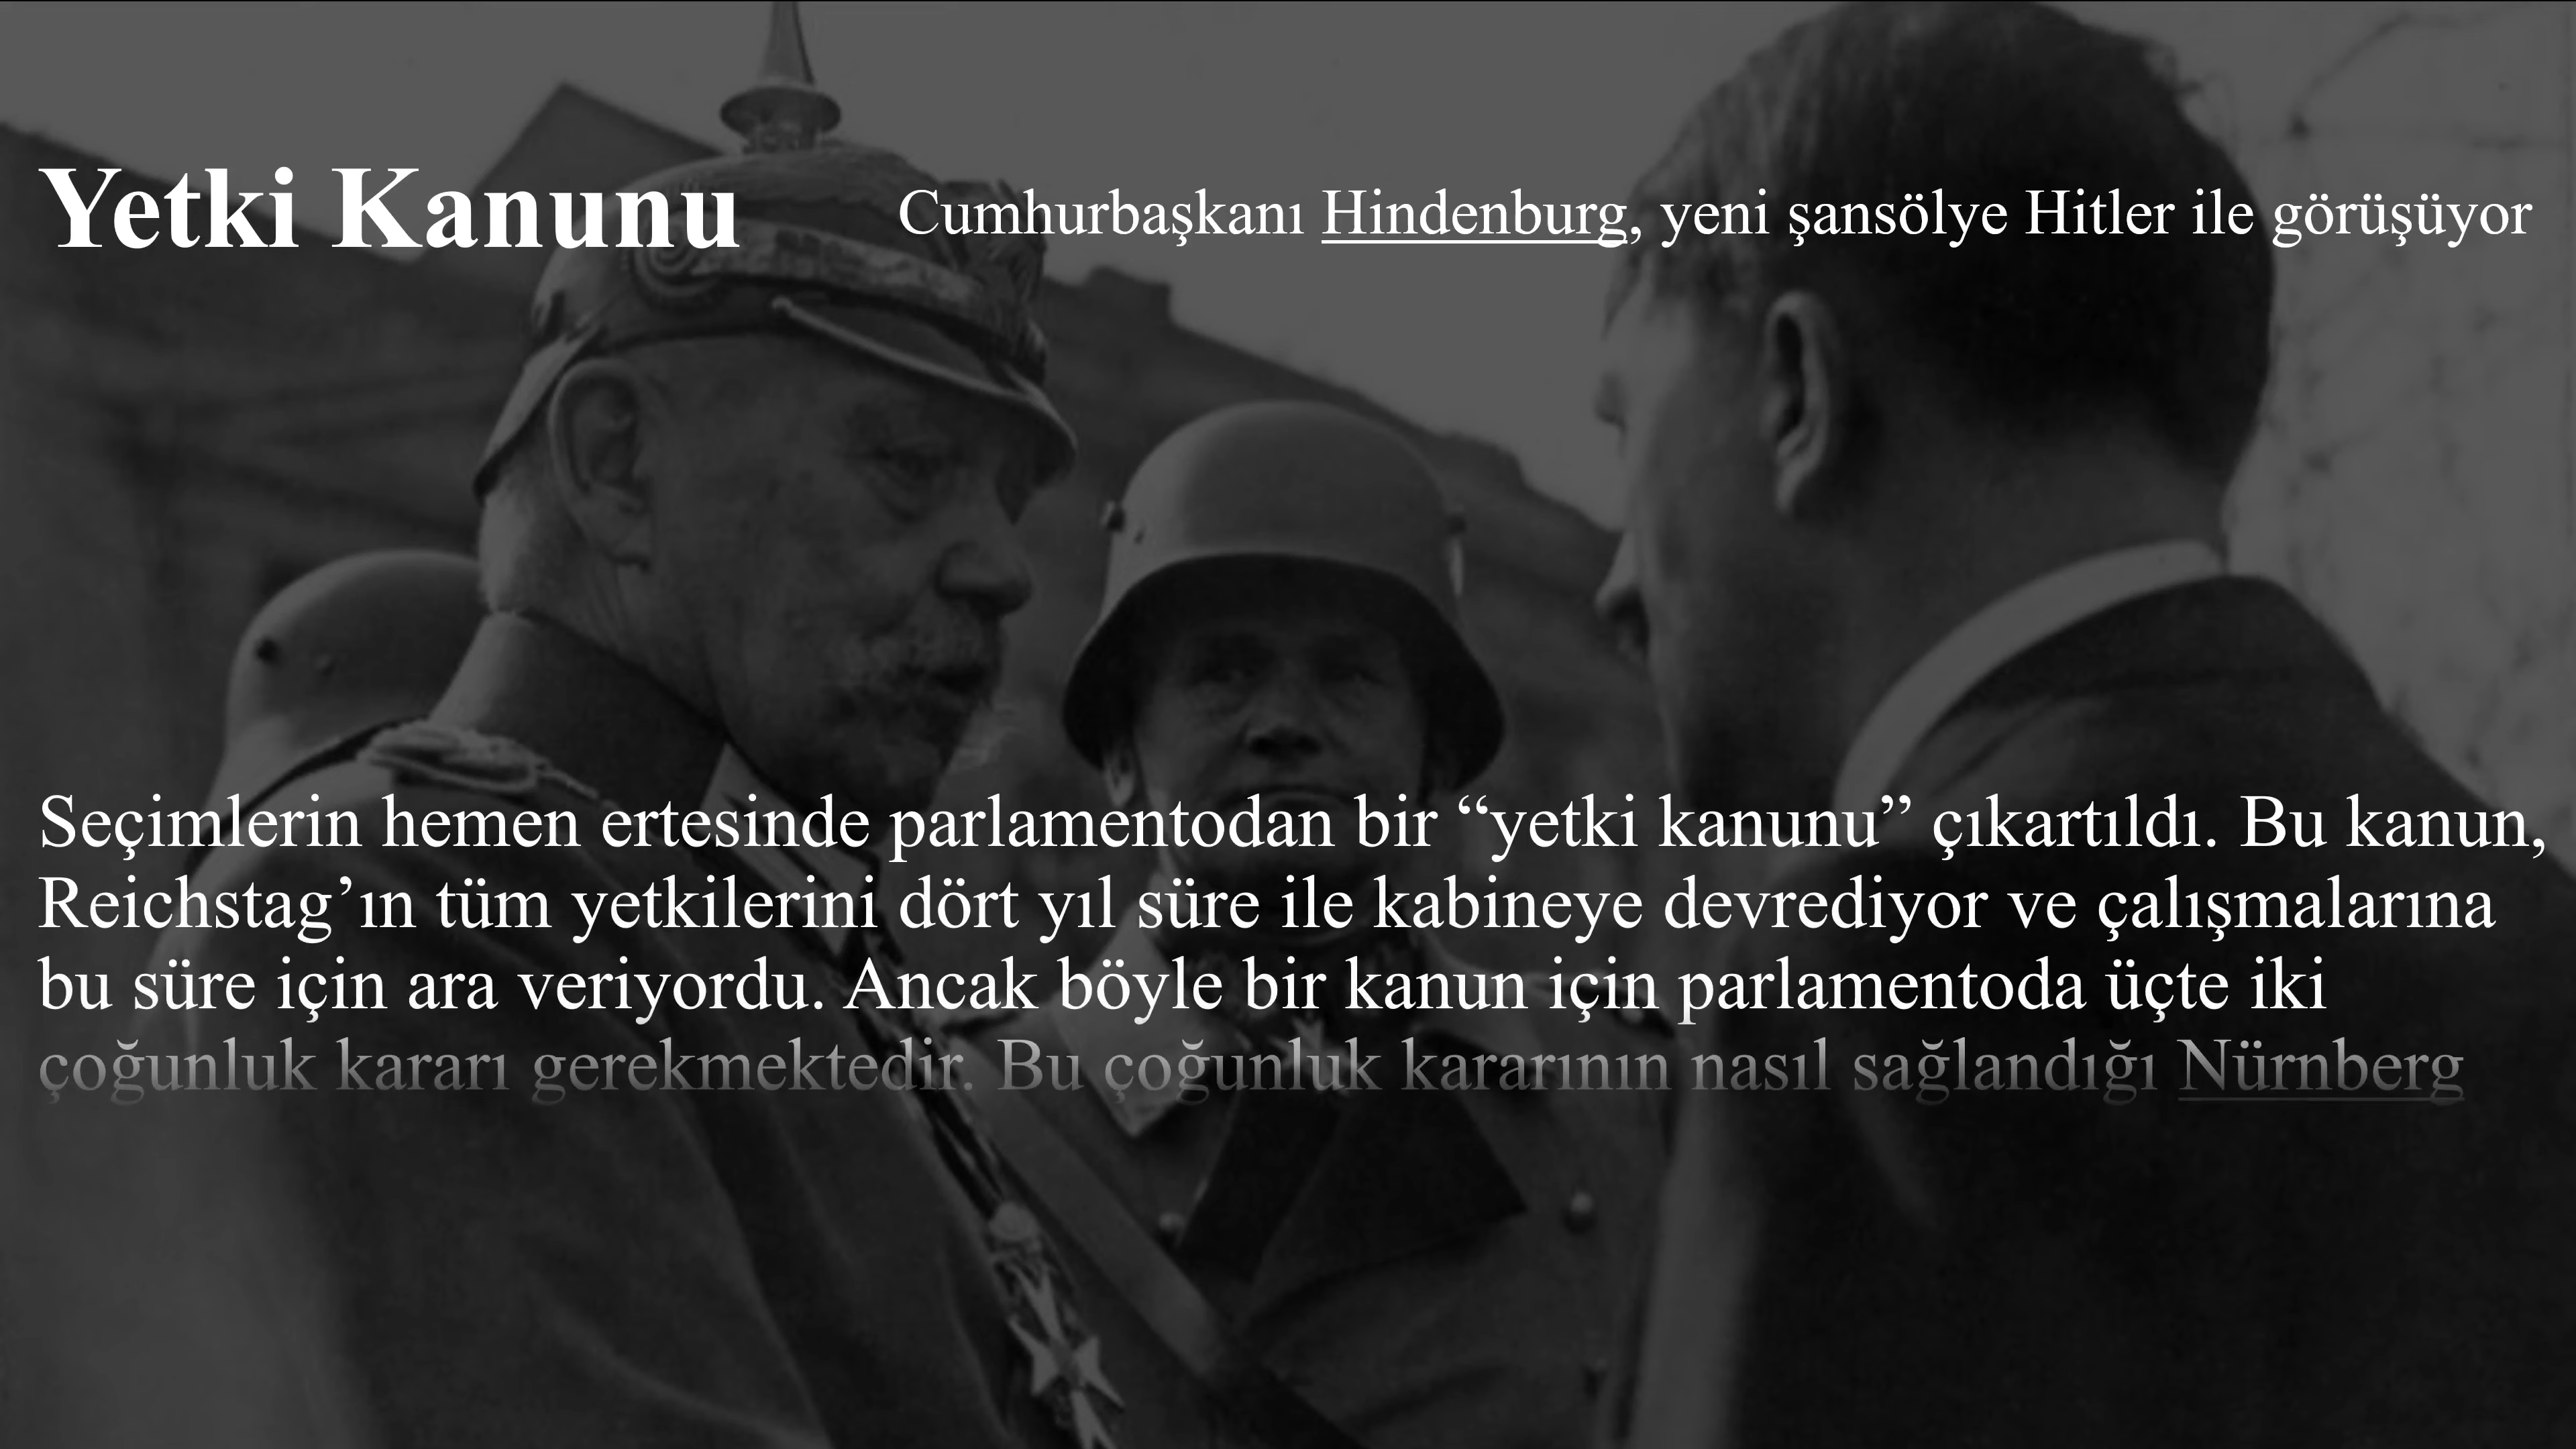 Yetki Kanunu
Cumhurbaşkanı Hindenburg, yeni şansölye Hitler ile görüşüyor
Seçimlerin hemen ertesinde parlamentodan bir “yetki kanunu” çıkartıldı. Bu kanun,
Reichstag’ın tüm yetkilerini dört yıl süre ile kabineye devrediyor ve çalışmalarına
bu süre için ara veriyordu. Ancak böyle bir kanun için parlamentoda üçte iki
çoğunluk kararı gerekmektedir. Bu çoğunluk kararının nasıl sağlandığı Nürnberg